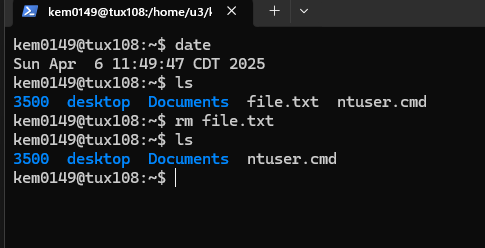 kem0149@tux108:/home/u3/k
kem0149@tux108:~$ date
Sun Apr  6 11:49:47 CDT 2025
kem0149@tux108:~$ ls
3500  desktop  Documents  file.txt  ntuser.cmd
kem0149@tux108:~$ rm file.txt
kem0149@tux108:~$ ls
3500  desktop  Documents  ntuser.cmd
kem0149@tux108:~$